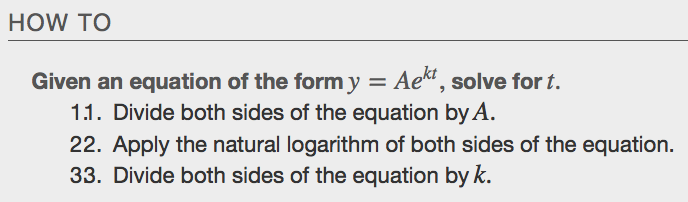 HOW TO
Given an equation of the form y = Ae^{kt}, solve for t.
11. Divide both sides of the equation by A.
22. Apply the natural logarithm of both sides of the equation.
33. Divide both sides of the equation by k.